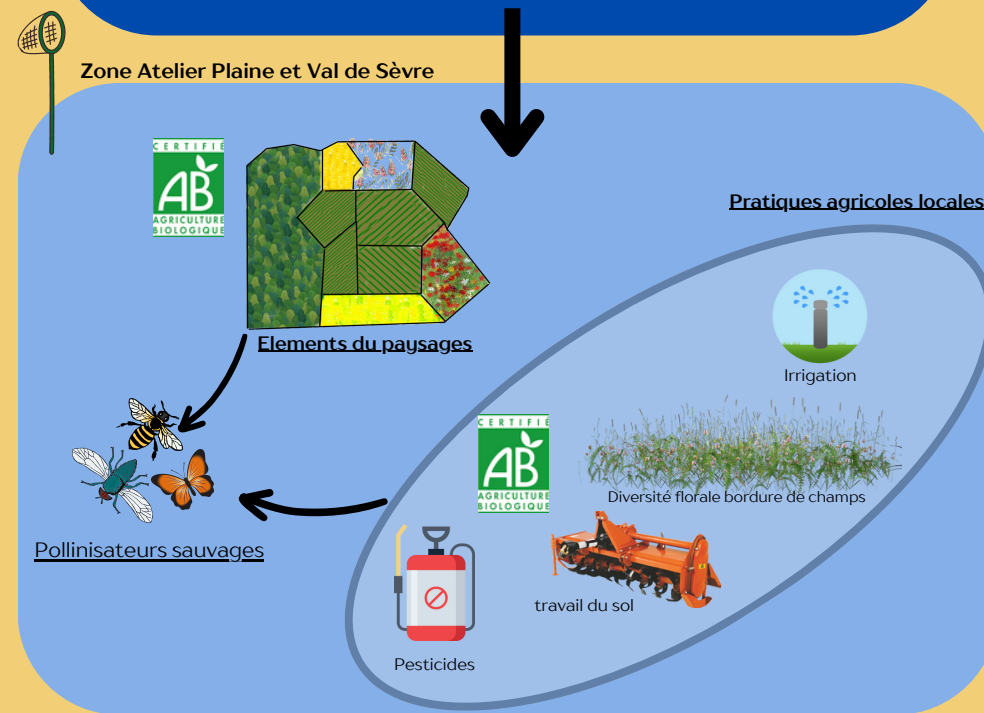 Zone Atelier Plaine et Val de Sèvre
CERTIFIÉ
AB
AGRICULTURE
BIOLOGIQUE
Elements du paysages
Pratiques agricoles locales
Irrigation
CERTIFIÉ
AB
AGRICULTURE
BIOLOGIQUE
Diversité florale bordure de champs
Pollinisateurs sauvages
travail du sol
Pesticides